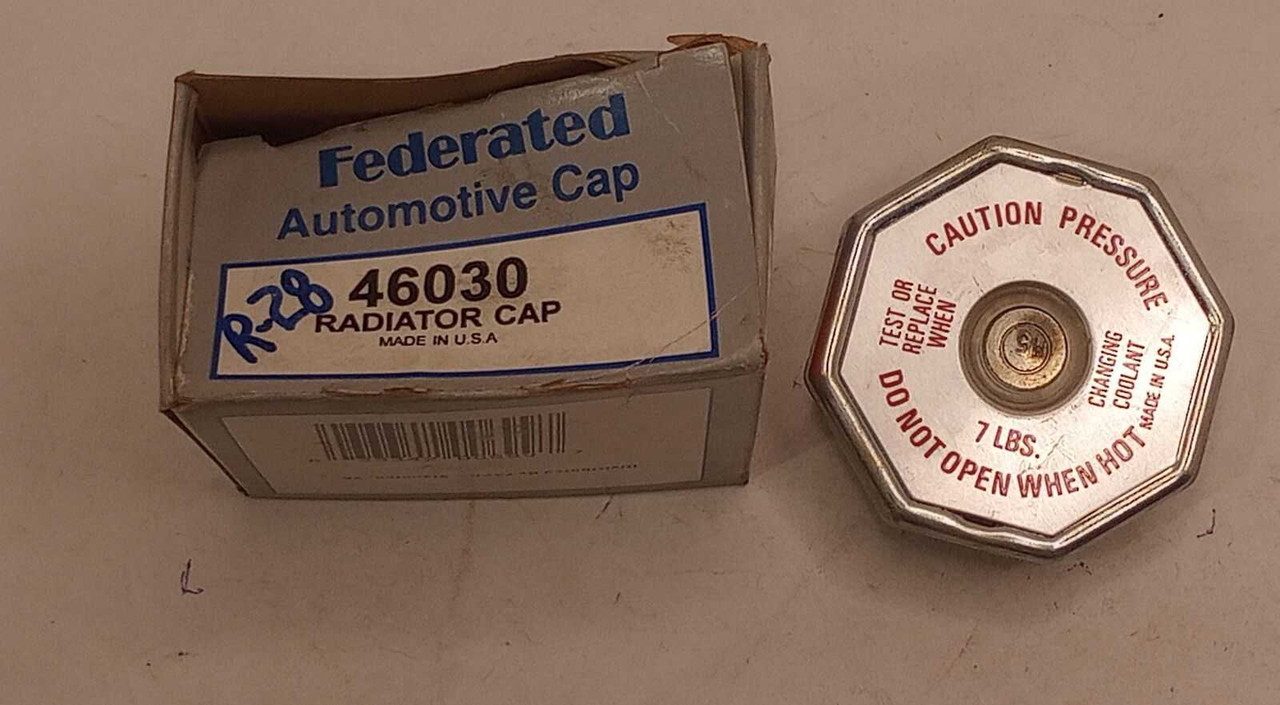 Federated
Automotive Cap
R-28
46030
RADIATOR CAP
MADE IN U.S.A
CAUTION PRESSURE
TEST OR
REPLACE
WHEN
CHANGING
COOLANT
MADE IN U.S.A.
7 LBS.
DO NOT OPEN WHEN HOT